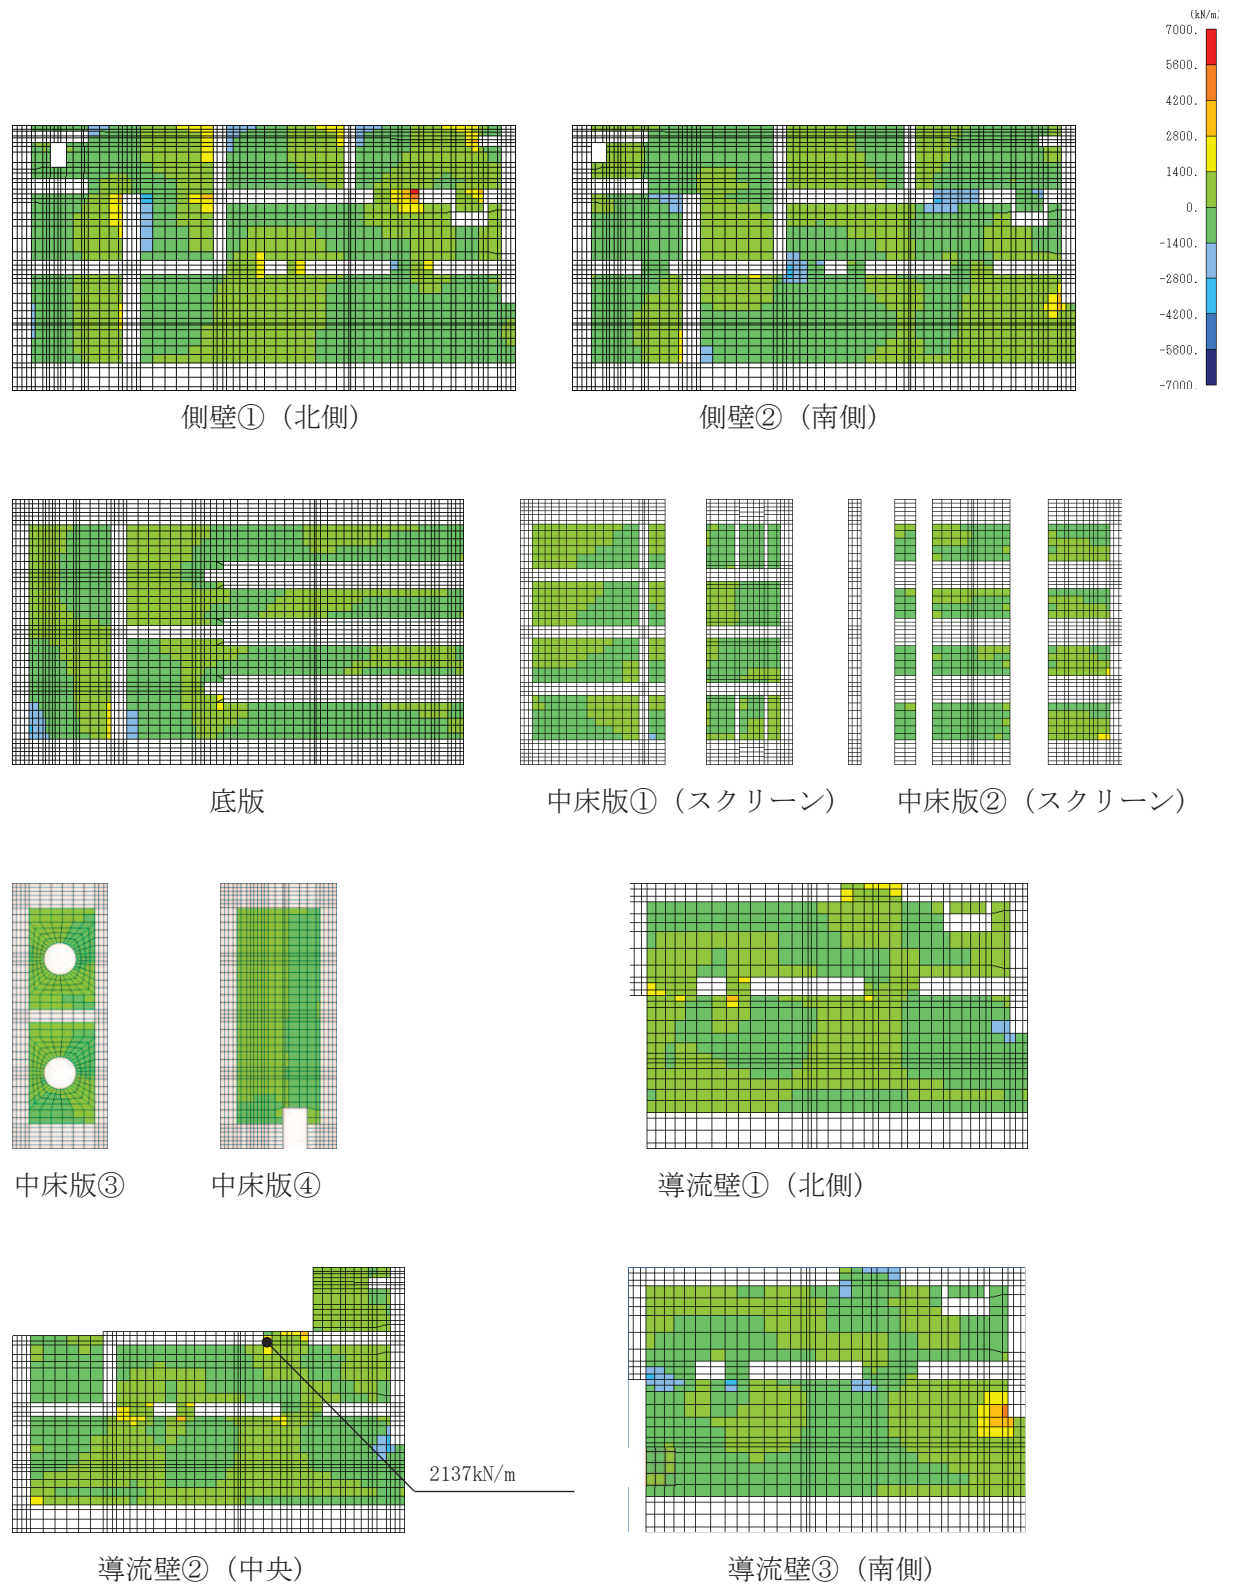 (kN/m)
7000.
5600.
4200.
2800.
1400.
0.
-1400.
-2800.
-4200.
-5600.
-7000.
側壁①（北側）
側壁②（南側）
底版
中床版①（スクリーン）
中床版②（スクリーン）
中床版③
中床版④
導流壁①（北側）
2137kN/m
導流壁②（中央）
導流壁③（南側）